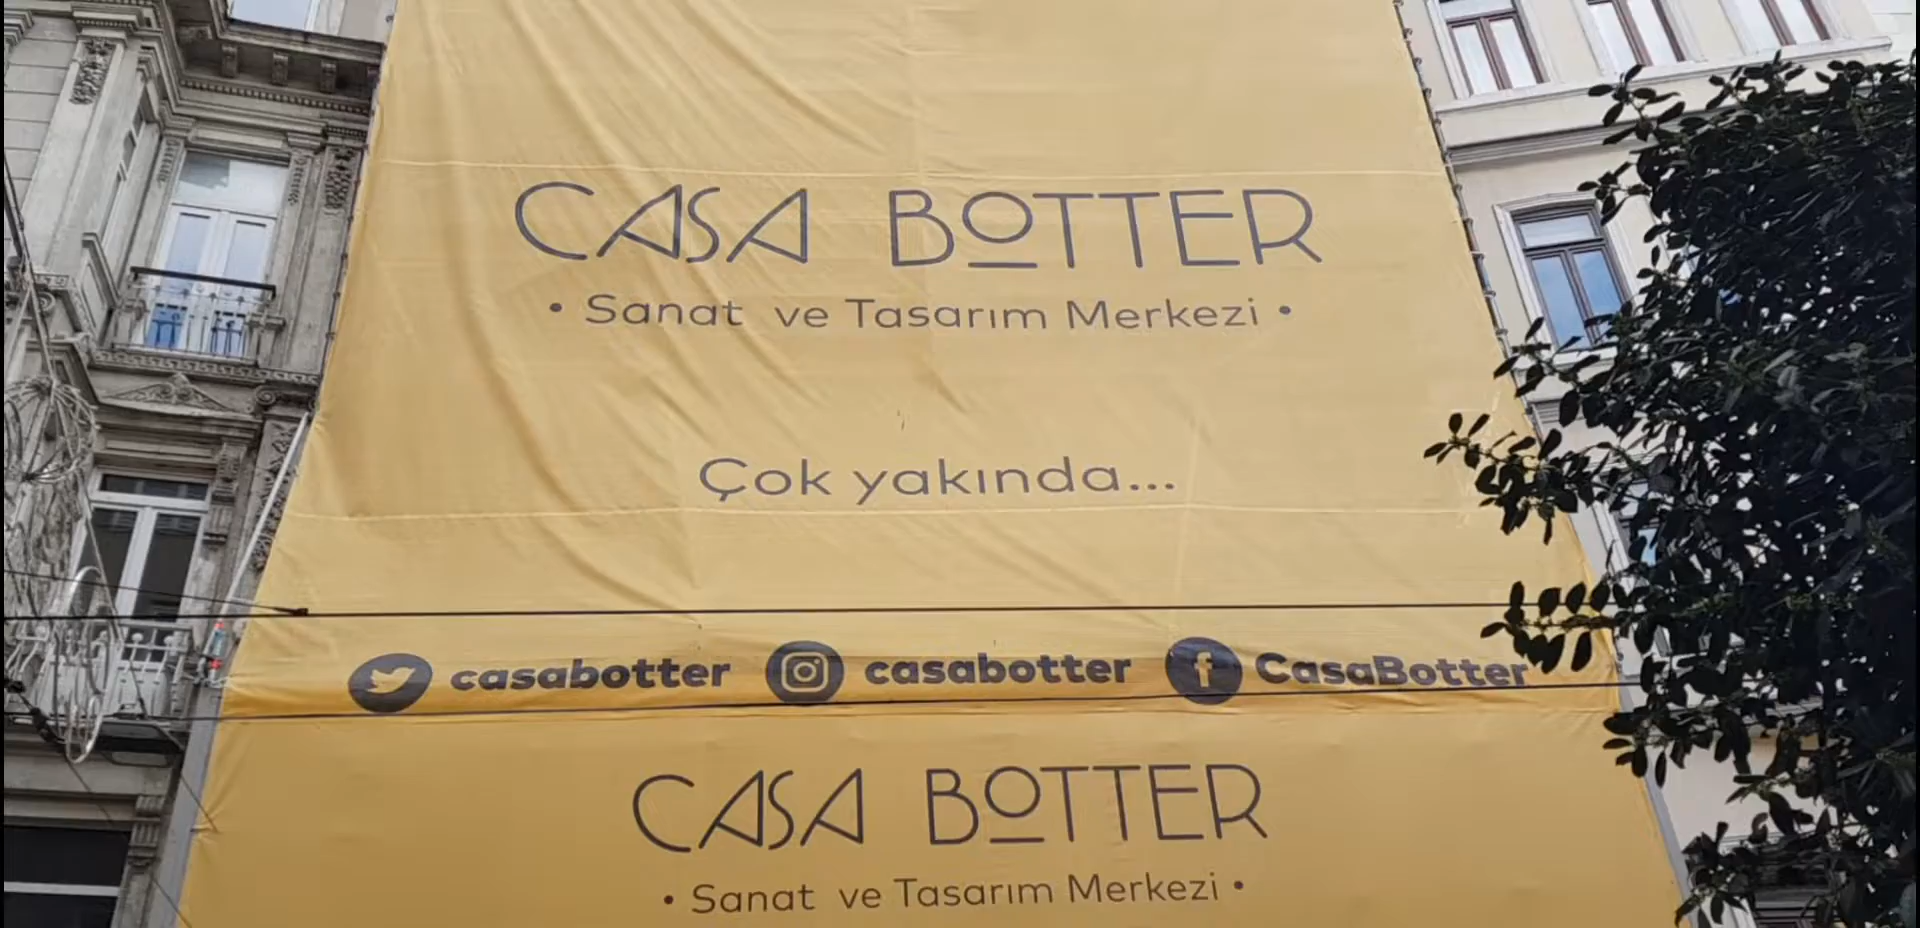 CASA BOTTER
• Sanat ve Tasarım Merkezi •
Çok yakında...
casabotter casabotter CasaBotter
CASA BOTTER
• Sanat ve Tasarım Merkezi •